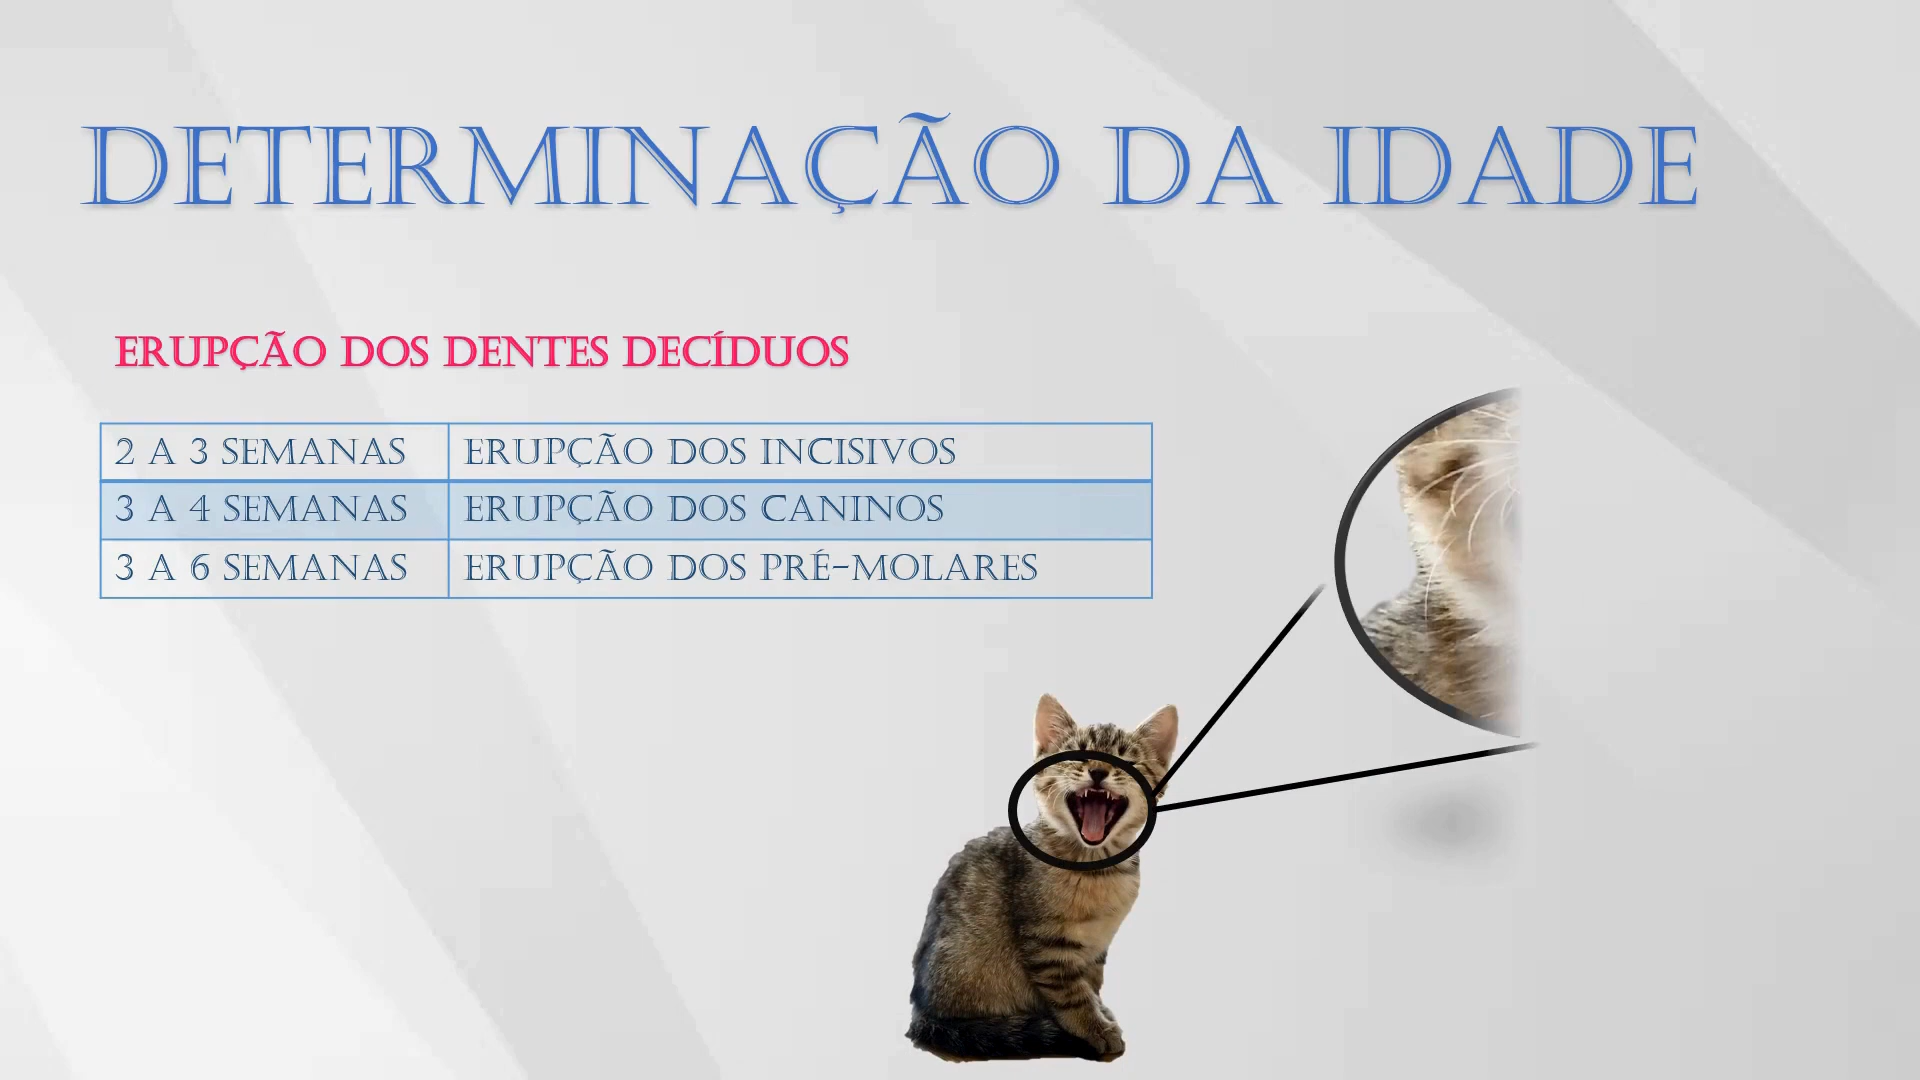 DETERMINAÇÃO DA IDADE
ERUPÇÃO DOS DENTES DECÍDUOS
2 A 3 SEMANAS ERUPÇÃO DOS INCISIVOS
3 A 4 SEMANAS ERUPÇÃO DOS CANINOS
3 A 6 SEMANAS ERUPÇÃO DOS PRÉ-MOLARES